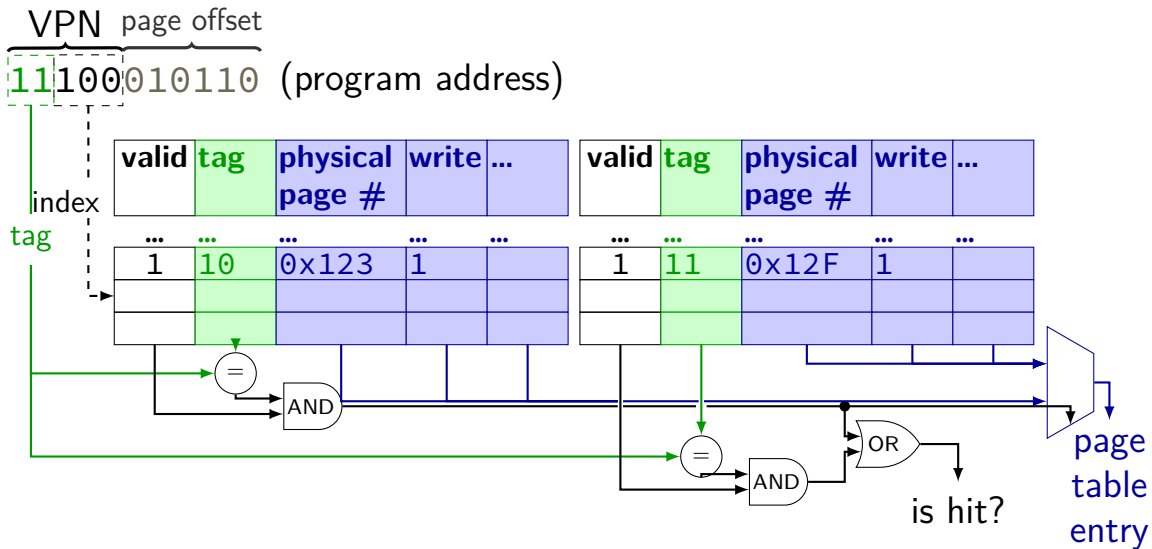 VPN page offset
11100010110 (program address)
valid tag physical page # write ... valid tag physical page # write ...
index
tag
... ... ... ... ... ... ... ... ... ...
1 10 0x123 1 1 11 0x12F 1
=
AND
=
AND
OR
is hit?
page
table
entry